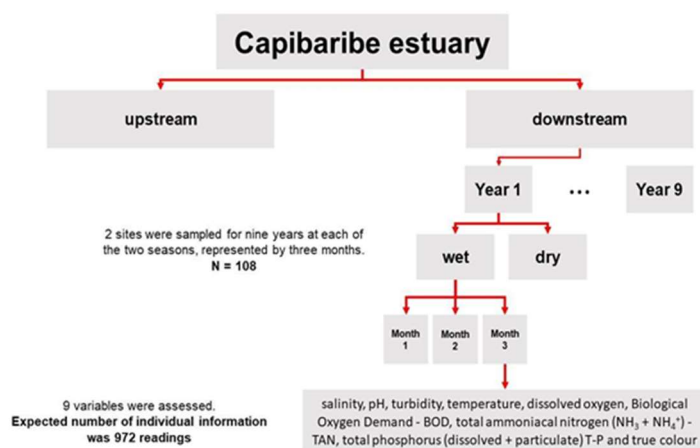 Capibaribe estuary
upstream
downstream
Year 1
...
Year 9
2 sites were sampled for nine years at each of
the two seasons, represented by three months.
N = 108
wet
dry
Month
1
Month
2
Month
3
9 variables were assessed.
Expected number of individual information
was 972 readings
salinity, pH, turbidity, temperature, dissolved oxygen, Biological
Oxygen Demand - BOD, total ammoniacal nitrogen (NH₃ + NH₄⁺) -
TAN, total phosphorus (dissolved + particulate) T-P and true colour